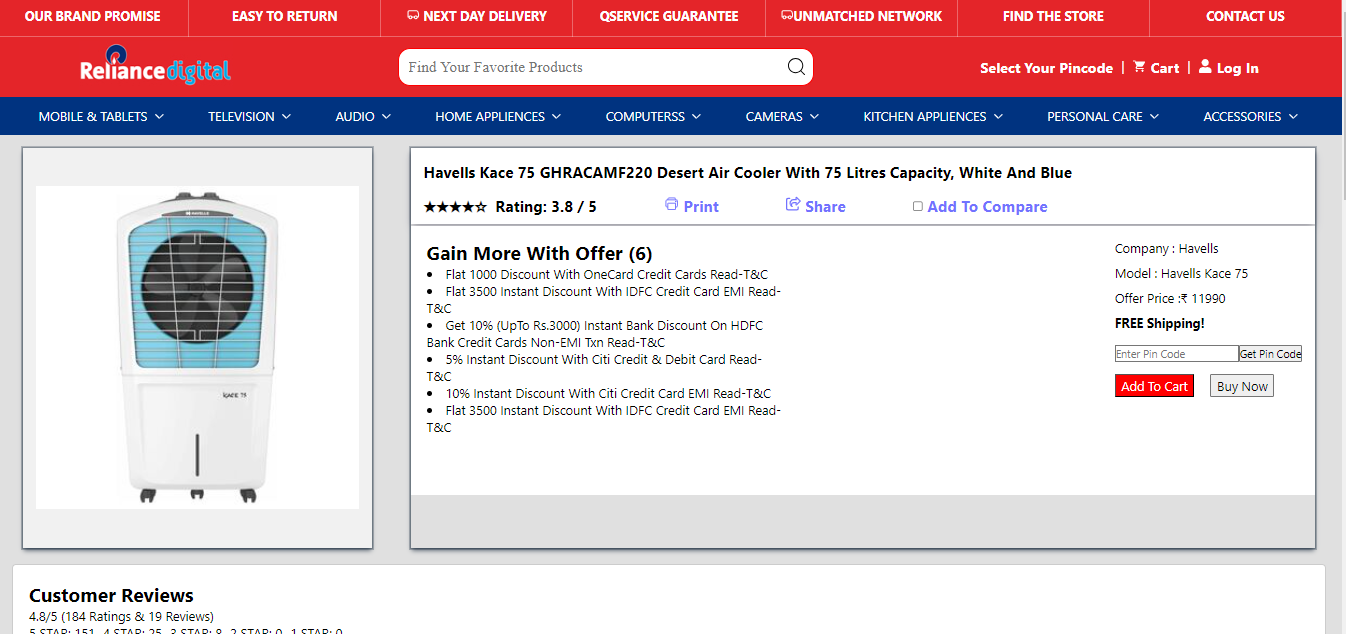 OUR BRAND PROMISE EASY TO RETURN NEXT DAY DELIVERY QSERVICE GUARANTEE UNMATCHED NETWORK FIND THE STORE CONTACT US
Reliance digital Find Your Favorite Products Select Your Pincode | Cart | Log In
MOBILE & TABLETS TELEVISION AUDIO HOME APPLIENCES COMPUTERSS CAMERAS KITCHEN APPLIENCES PERSONAL CARE ACCESSORIES
Havells Kace 75 GHRACAMF220 Desert Air Cooler With 75 Litres Capacity, White And Blue
★★★★☆ Rating: 3.8 / 5 Print Share Add To Compare
HAVELLS
Kace 75
Gain More With Offer (6)
• Flat 1000 Discount With OneCard Credit Cards Read-T&C
• Flat 3500 Instant Discount With IDFC Credit Card EMI Read-
T&C
• Get 10% (UpTo Rs.3000) Instant Bank Discount On HDFC
Bank Credit Cards Non-EMI Txn Read-T&C
• 5% Instant Discount With Citi Credit & Debit Card Read-
T&C
• 10% Instant Discount With Citi Credit Card EMI Read-T&C
• Flat 3500 Instant Discount With IDFC Credit Card EMI Read-
T&C
Company : Havells
Model : Havells Kace 75
Offer Price :₹ 11990
FREE Shipping!
Enter Pin Code Get Pin Code
Add To Cart Buy Now
Customer Reviews
4.8/5 (184 Ratings & 19 Reviews)
5 STAR: 151, 4 STAR: 25, 3 STAR: 8, 2 STAR: 0, 1 STAR: 0